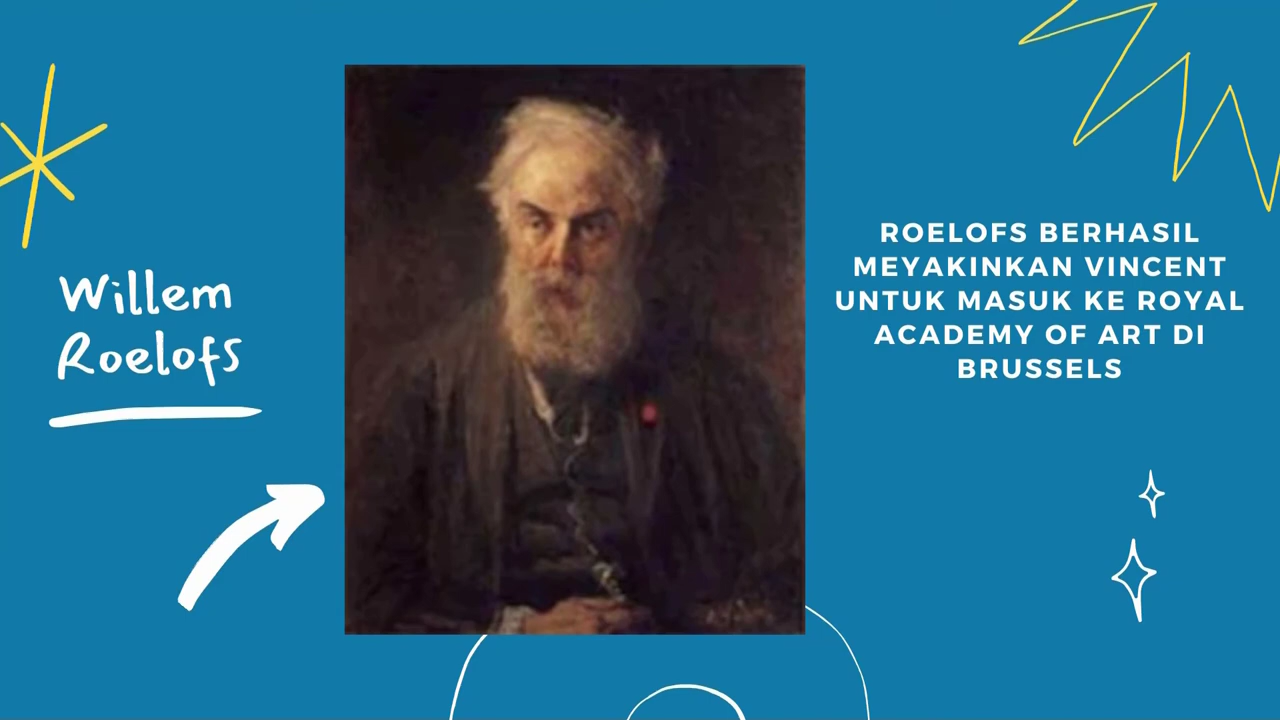 Willem
Roelofs
ROELOFS BERHASIL
MEYAKINKAN VINCENT
UNTUK MASUK KE ROYAL
ACADEMY OF ART DI
BRUSSELS